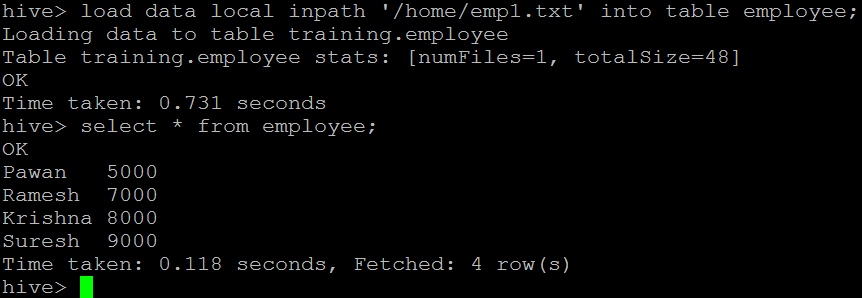 hive> load data local inpath '/home/emp1.txt' into table employee;
Loading data to table training.employee
Table training.employee stats: [numFiles=1, totalSize=48]
OK
Time taken: 0.731 seconds
hive> select * from employee;
OK
Pawan   5000
Ramesh  7000
Krishna 8000
Suresh  9000
Time taken: 0.118 seconds, Fetched: 4 row(s)
hive>